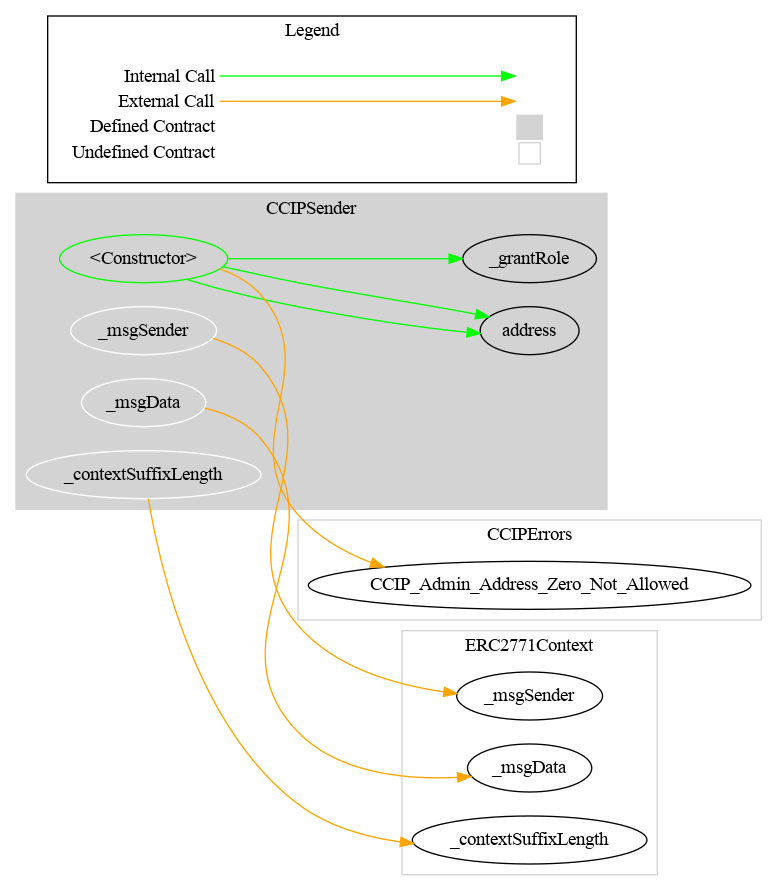 Legend
Internal Call
External Call
Defined Contract
Undefined Contract
CCIPSender
<Constructor>
_grantRole
_msgSender
address
_msgData
_contextSuffixLength
CCIPErrors
CCIP_Admin_Address_Zero_Not_Allowed
ERC2771Context
_msgSender
_msgData
_contextSuffixLength